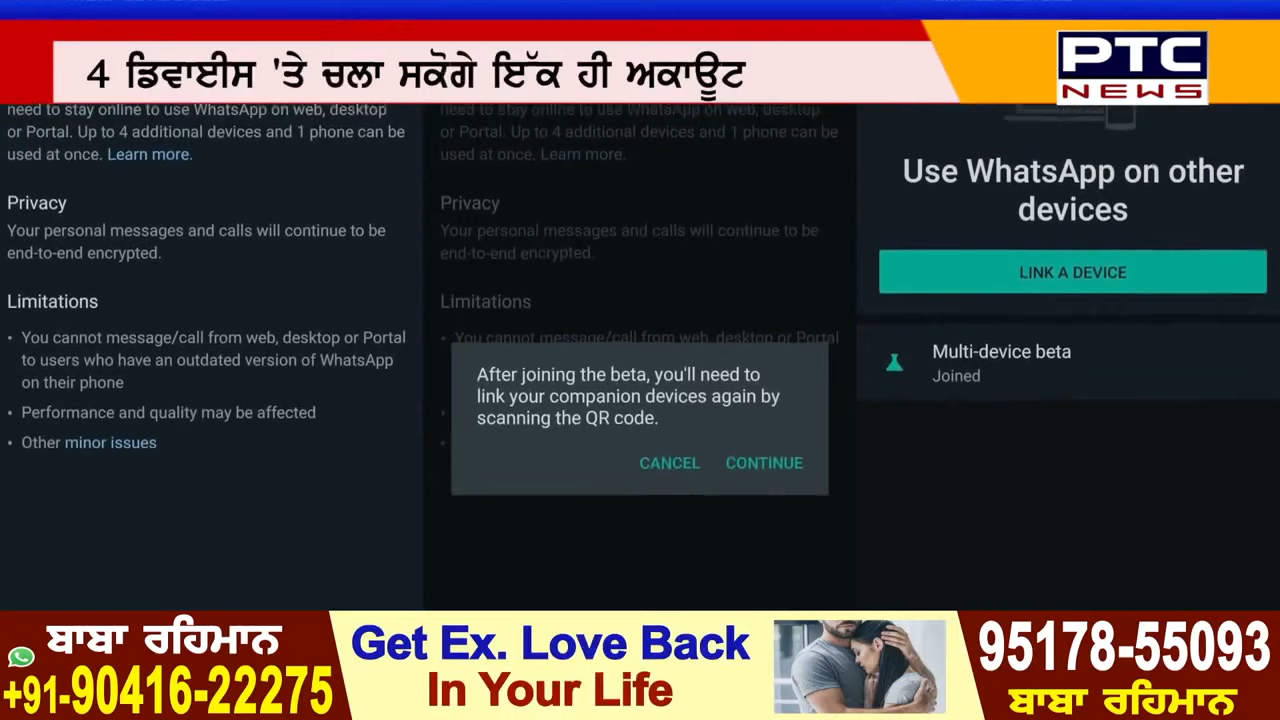 4 ਡਿਵਾਈਸ 'ਤੇ ਚਲਾ ਸਕੋਗੇ ਇੱਕ ਹੀ ਅਕਾਊਟ
PTC
NEWS
need to stay online to use WhatsApp on web, desktop
or Portal. Up to 4 additional devices and 1 phone can be
used at once. Learn more.
Privacy
Your personal messages and calls will continue to be
end-to-end encrypted.
Limitations
• You cannot message/call from web, desktop or Portal
to users who have an outdated version of WhatsApp
on their phone
• Performance and quality may be affected
• Other minor issues
need to stay online to use WhatsApp on web, desktop
or Portal. Up to 4 additional devices and 1 phone can be
used at once. Learn more.
Privacy
Your personal messages and calls will continue to be
end-to-end encrypted.
Limitations
• You cannot message/call from web, desktop or Portal
After joining the beta, you'll need to
link your companion devices again by
scanning the QR code.
CANCEL CONTINUE
Use WhatsApp on other
devices
LINK A DEVICE
Multi-device beta
Joined
ਬਾਬਾ ਰਹਿਮਾਨ
+91-90416-22275
Get Ex. Love Back
In Your Life
95178-55093
ਬਾਬਾ ਰਹਿਮਾਨ